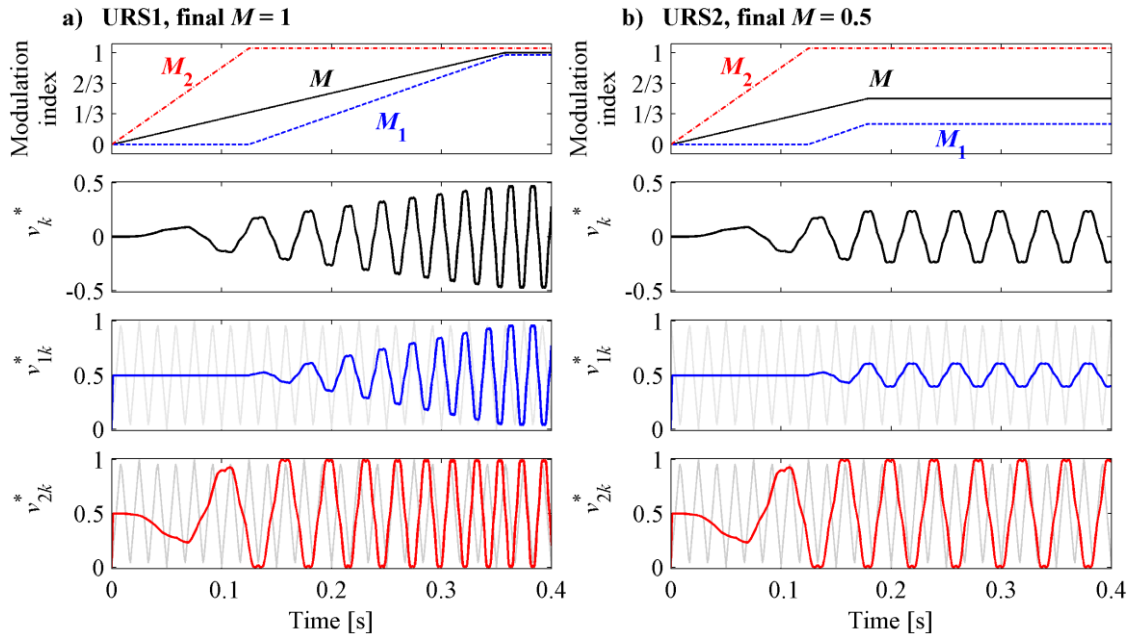 a) URS1, final M = 1
Modulation index
1
2/3
1/3
0
M₂
M
M₁
v*ₖ
0.5
0
-0.5
v*₁ₖ
1
0.5
0
v*₂ₖ
1
0.5
0
0
0.1
0.2
0.3
0.4
Time [s]
b) URS2, final M = 0.5
Modulation index
1
2/3
1/3
0
M₂
M
M₁
v*ₖ
0.5
0
-0.5
v*₁ₖ
1
0.5
0
v*₂ₖ
1
0.5
0
0
0.1
0.2
0.3
0.4
Time [s]